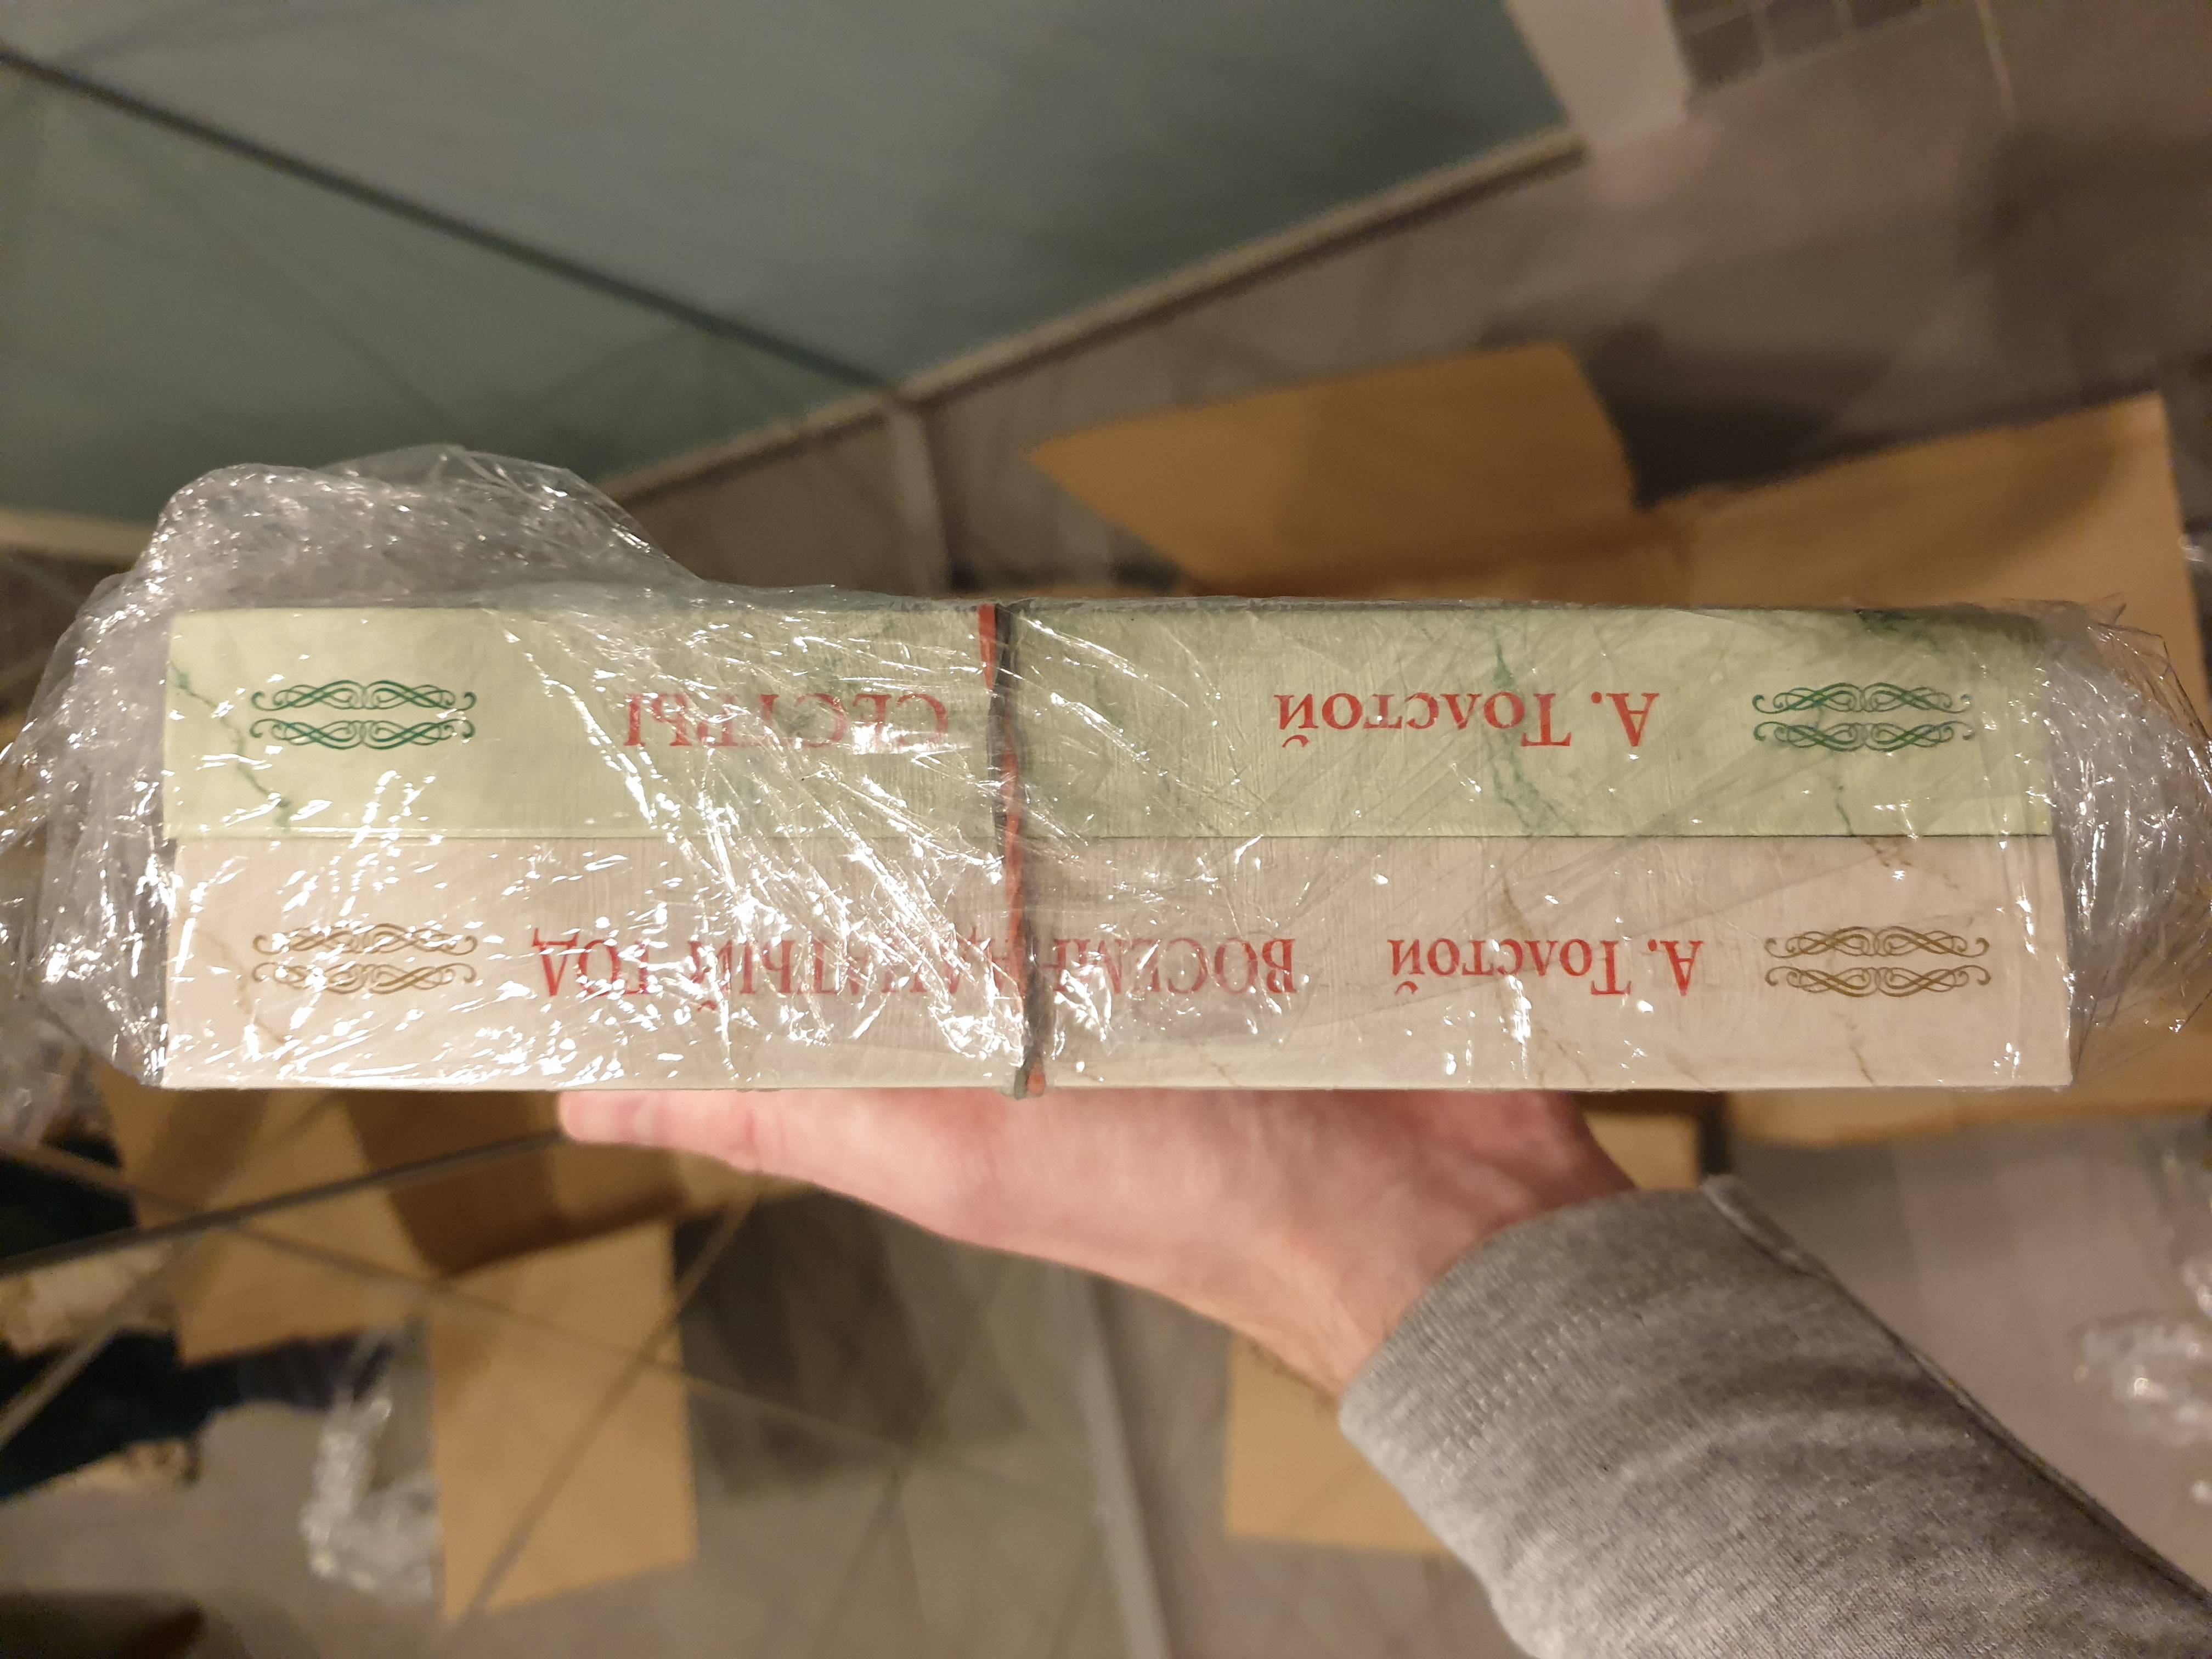 А. Толстой СЕСТРЫ
А. Толстой ВОСЕМНАДЦАТЫЙ ГОД